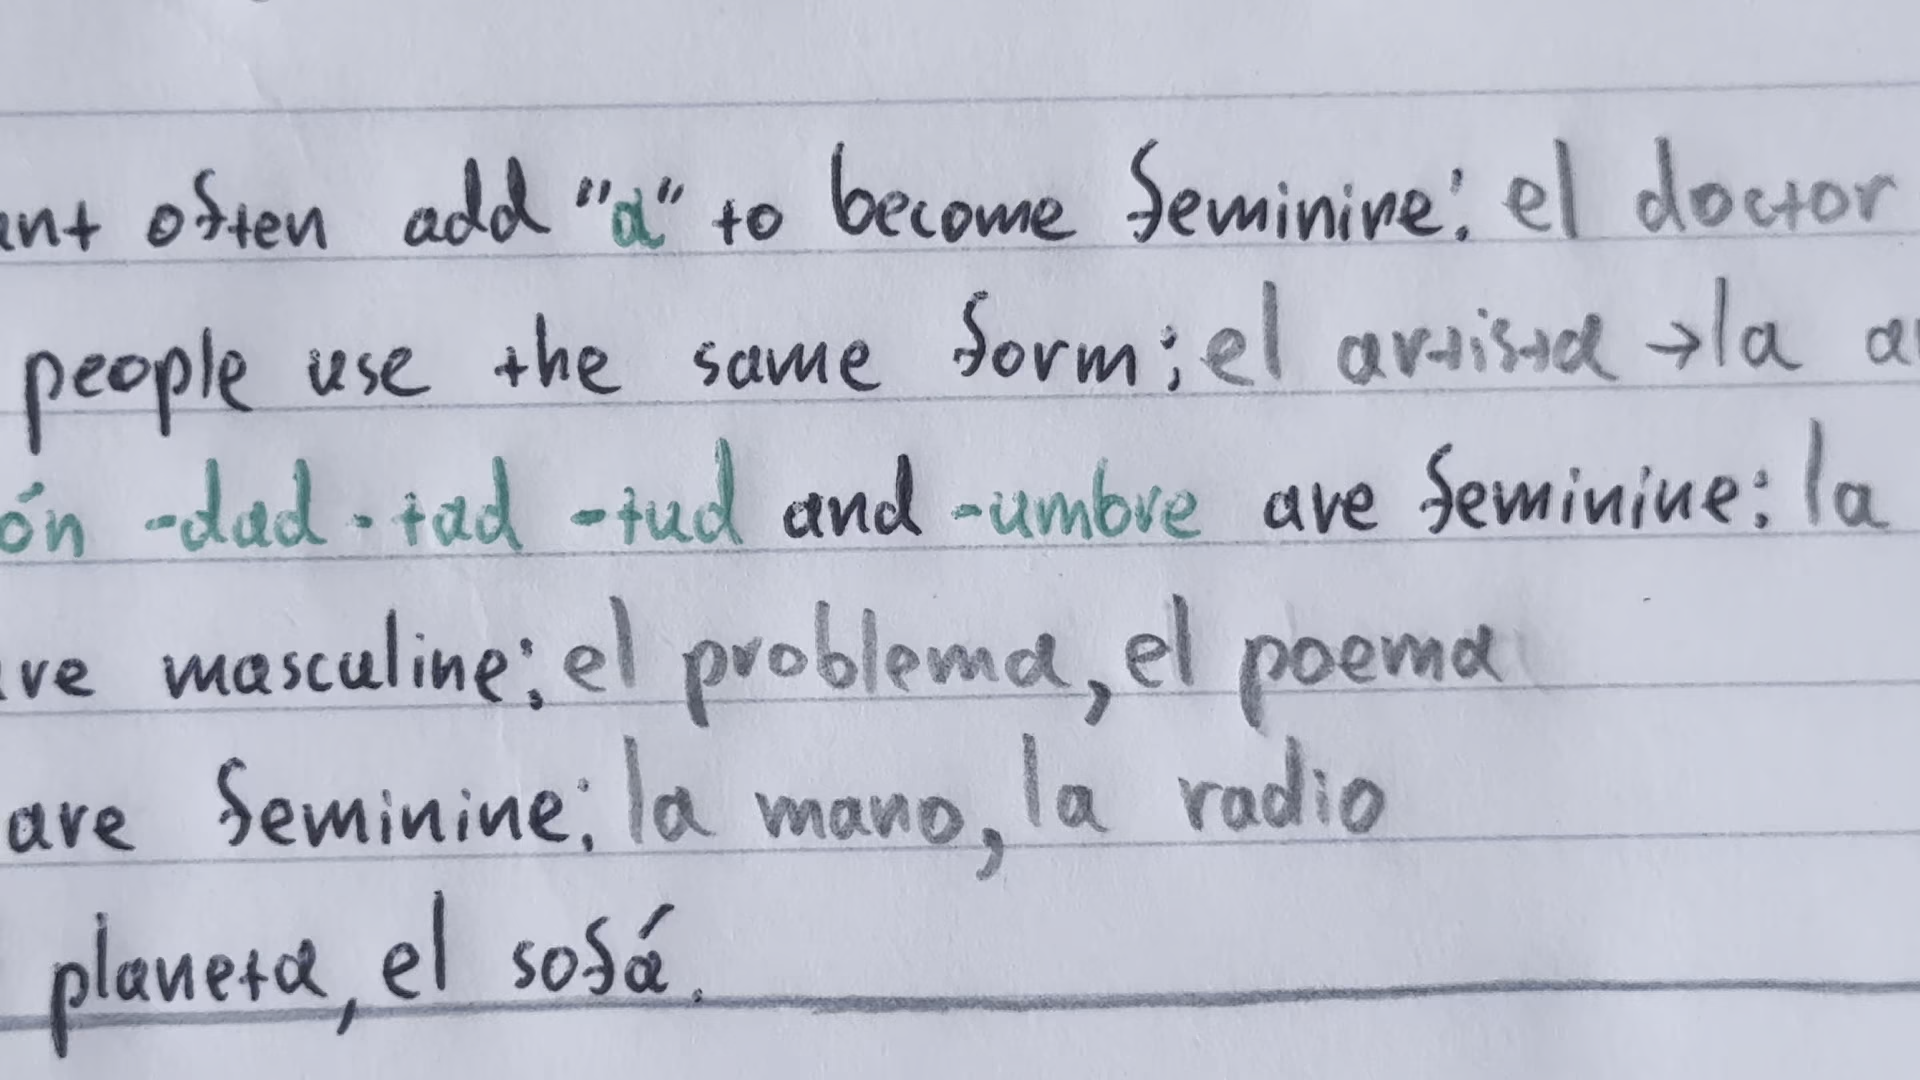 often add "a" to become feminine: el doctor
people use the same form: el artista → la
ón -dad -tad -tud and -umbre are feminine: la
masculine: el problema, el poema
are feminine: la mano, la radio
planeta, el sofá.